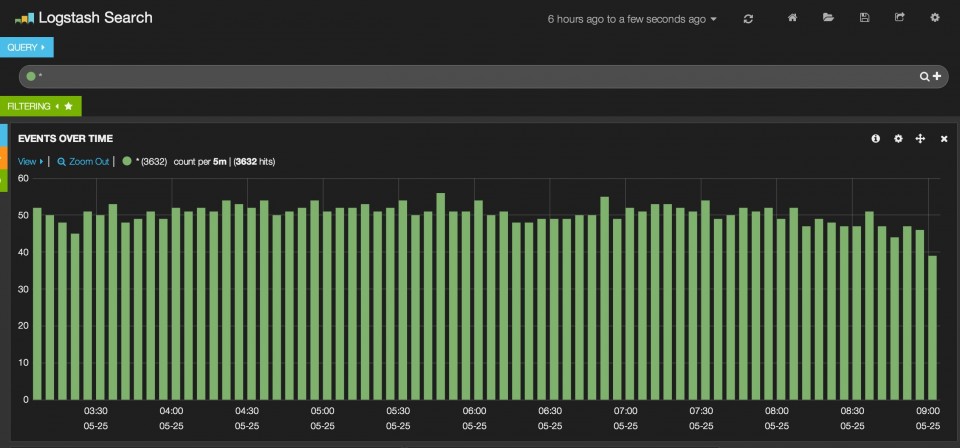 Logstash Search
6 hours ago to a few seconds ago
QUERY
*
FILTERING
EVENTS OVER TIME
View | Zoom Out | * (3632) count per 5m | (3632 hits)
60
50
40
30
20
10
0
03:30 04:00 04:30 05:00 05:30 06:00 06:30 07:00 07:30 08:00 08:30 09:00
05-25 05-25 05-25 05-25 05-25 05-25 05-25 05-25 05-25 05-25 05-25 05-25